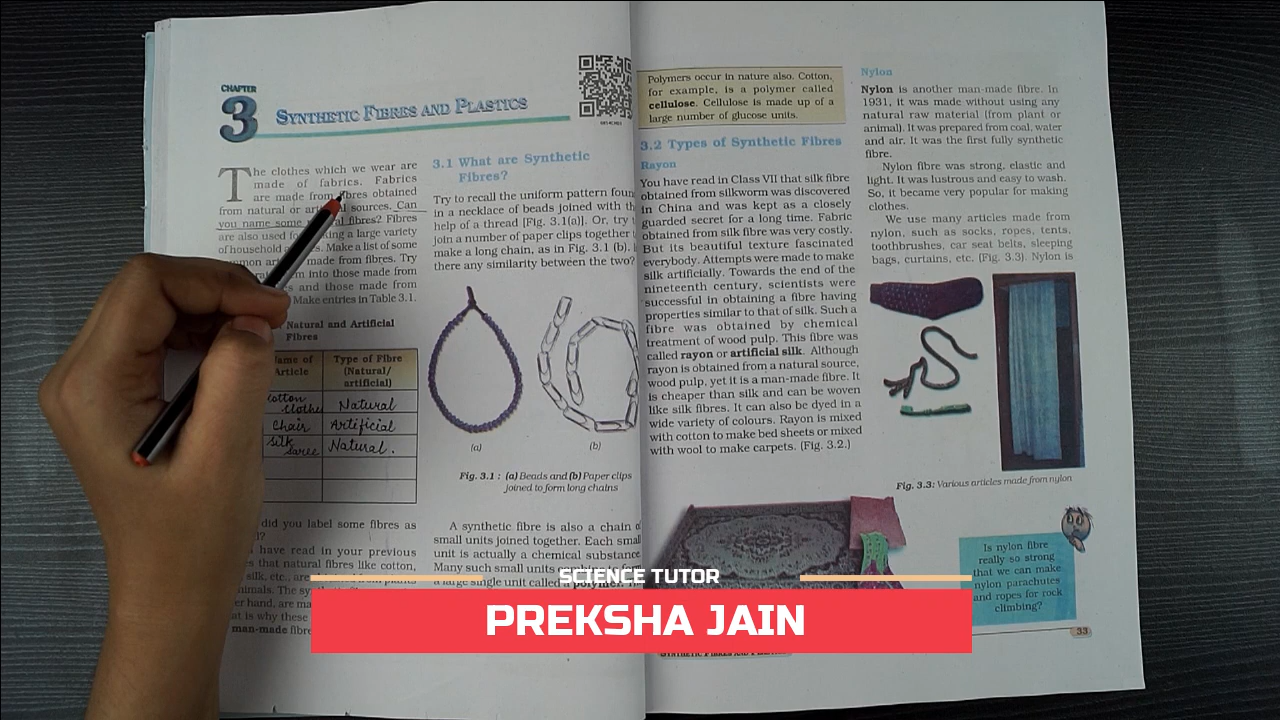 CHAPTER
3
SYNTHETIC FIBRES AND PLASTICS
The clothes which we wear are
made of fabrics. Fabrics
are made from fibres obtained
from natural or sources. Can
you name some fibres? Fibres
are also used for a large variety
of household Make a list of some
made from fibres. Try
into those made from
and those made from
Make entries in Table 3.1.
Natural and Artificial
Fibres
Name of
Article
Type of Fibre
(Natural/
artificial)
Cotton
clothe
Natural
Chair
Artificial
Silk
Saree
Natural.
did you label some fibres as
have read in your previous
that natural fibres like cotton,
silk, etc., are
The
hand, are
is why these
man-made
3.1 What are Synthetic
Fibres?
Try to recall the uniform pattern
in a necklace of beads joined with
help of a thread [Fig. 3.1(a)]. Or, try
join a number of paper clips together
make a long chain, as in Fig. 3.1 (b).
there any similarity between the two?
(a)
(b)
Fig. 3.1 : (a) Beads and (b) Paper clips
joined to form long chains
A synthetic fibre is also a chain
small units joined together. Each small
unit is actually a chemical substance.
Many such small units combine to
a large single unit called a polymer.
Polymers occur in nature also. Cotton,
for example, is a polymer called
cellulose. Cellulose is made up of a
large number of glucose units.
3.2 Types of Synthetic Fibres
Rayon
You have read in Class VII that silk fibre
obtained from silkworm was discovered
in China and was kept as a closely
guarded secret for a long time. Fabric
obtained from silk fibre was very costly.
But its beautiful texture fascinated
everybody. Attempts were made to make
silk artificially. Towards the end of the
nineteenth century, scientists were
successful in obtaining a fibre having
properties similar to that of silk. Such a
fibre was obtained by chemical
treatment of wood pulp. This fibre was
called rayon or artificial silk. Although
rayon is obtained from a natural source,
wood pulp, yet it is a man-made fibre. It
is cheaper than silk and can be woven
like silk fibres. It can also be dyed in a
wide variety of colours. Rayon is mixed
with cotton to make bed sheets or mixed
with wool to make carpets. (Fig. 3.2.)
Nylon
Nylon is another man-made fibre. In
1931, it was made without using any
natural raw material (from plant or
animal). It was prepared from coal, water
and air. It was the first fully synthetic
fibre.
Nylon fibre was strong, elastic and
light. It was lustrous and easy to wash.
So, it became very popular for making
clothes.
We use many articles made from
nylon, such as socks, ropes, tents,
toothbrushes, car seat belts, sleeping
bags, curtains, etc. (Fig. 3.3). Nylon is
Fig. 3.3: Various articles made from nylon
Is nylon fibre
really so strong
that we can make
nylon parachutes
and ropes for rock
climbing?
33
SYNTHETIC FIBRES AND
SCIENCE TUTOR
PREKSHA JAIN